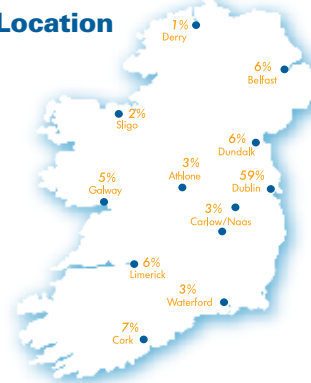 Location
1%
Derry
6%
Belfast
2%
Sligo
6%
Dundalk
3%
Athlone
5%
Galway
59%
Dublin
3%
Carlow/Naas
6%
Limerick
3%
Waterford
7%
Cork